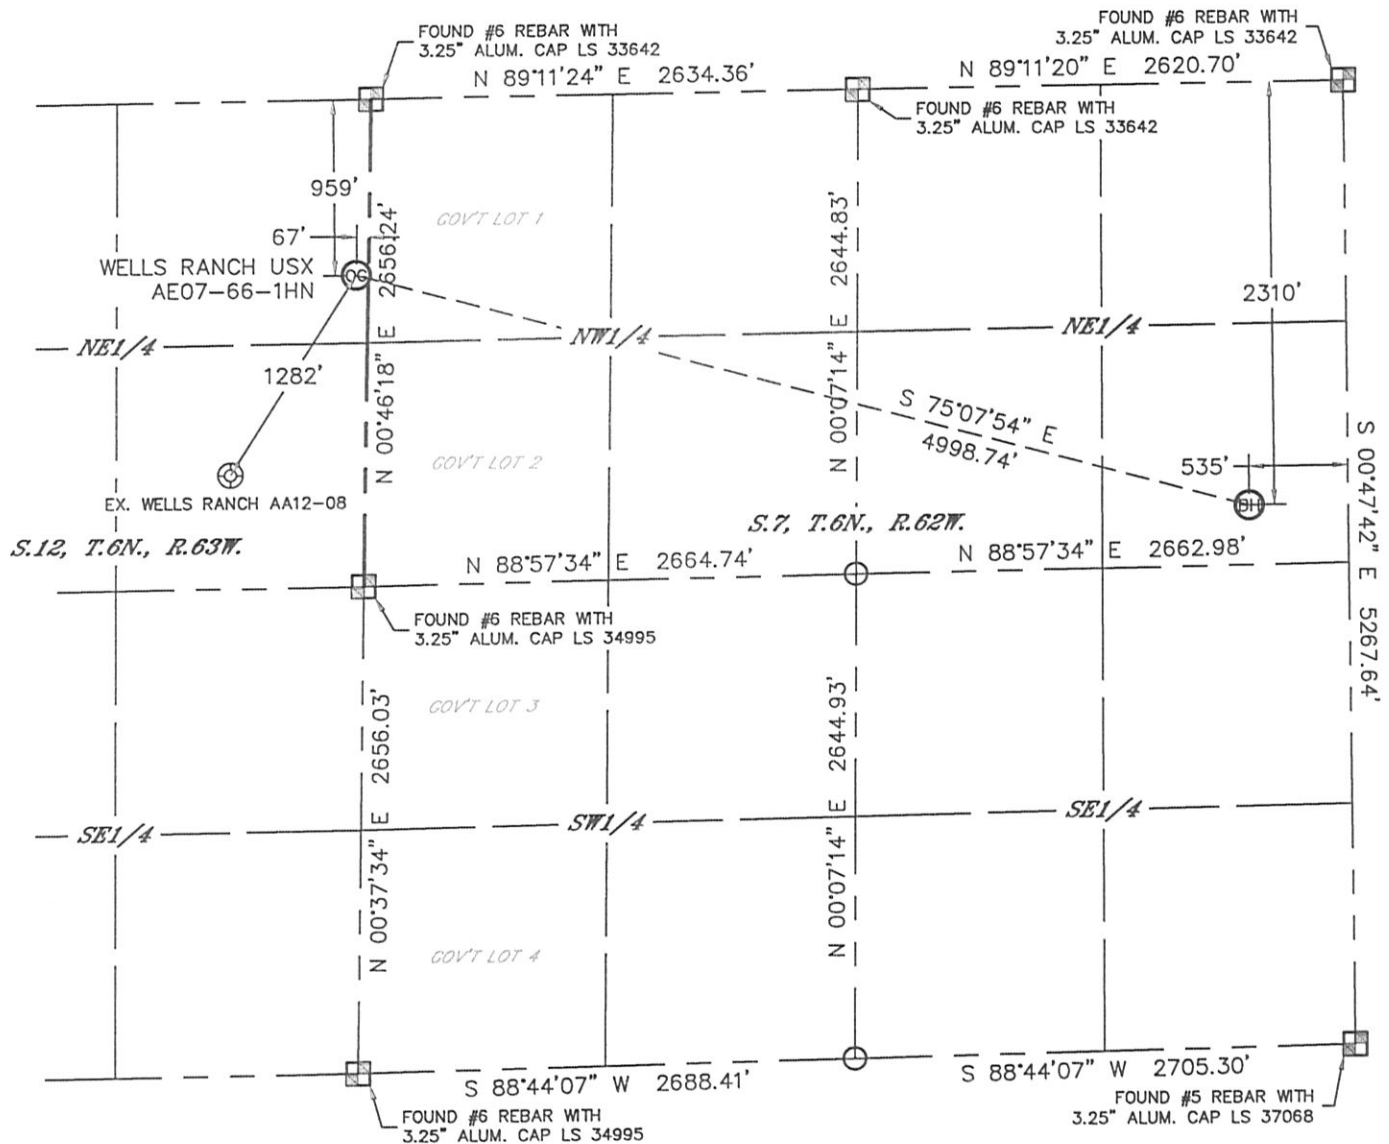 FOUND #6 REBAR WITH
3.25" ALUM. CAP LS 33642
FOUND #6 REBAR WITH
3.25" ALUM. CAP LS 33642
N 89°11'24" E 2634.36'
N 89°11'20" E 2620.70'
FOUND #6 REBAR WITH
3.25" ALUM. CAP LS 33642
959'
GOV'T LOT 1
67'
WELLS RANCH USX
AE07-66-1HN
OG
N 00°46'18" E 2656.24'
N 00°07'14" E 2644.83'
2310'
NE1/4
NW1/4
NE1/4
1282'
S 75°07'54" E
4998.74'
GOV'T LOT 2
535'
BH
S 00°47'42" E 5267.64'
EX. WELLS RANCH AA12-08
S.12, T.6N., R.63W.
S.7, T.6N., R.62W.
N 88°57'34" E 2664.74'
N 88°57'34" E 2662.98'
FOUND #6 REBAR WITH
3.25" ALUM. CAP LS 34995
GOV'T LOT 3
N 00°37'34" E 2656.03'
N 00°07'14" E 2644.93'
SE1/4
SW1/4
SE1/4
GOV'T LOT 4
S 88°44'07" W 2688.41'
S 88°44'07" W 2705.30'
FOUND #6 REBAR WITH
3.25" ALUM. CAP LS 34995
FOUND #5 REBAR WITH
3.25" ALUM. CAP LS 37068